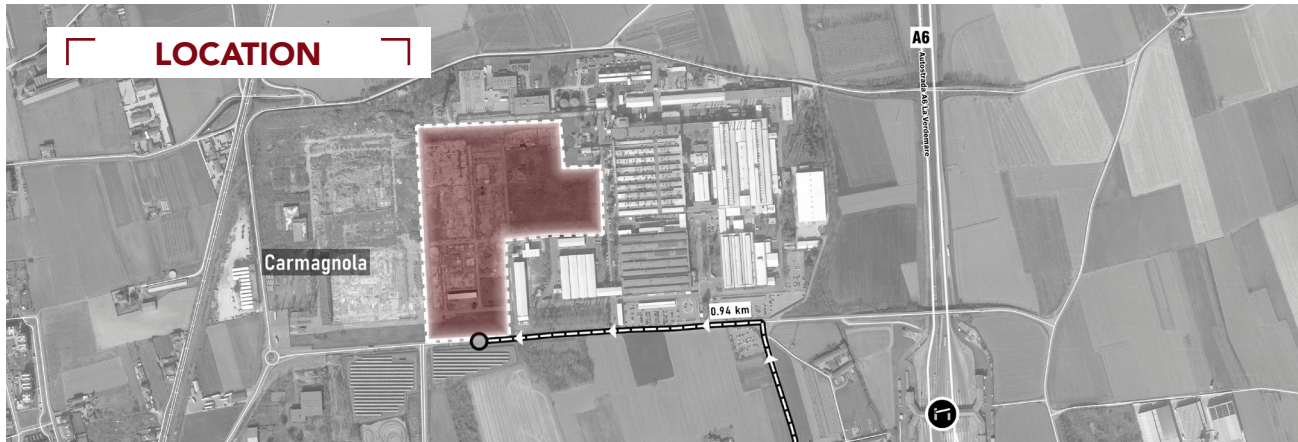 LOCATION
A6
Autostrada A6 La Verdemare
Carmagnola
0.94 km